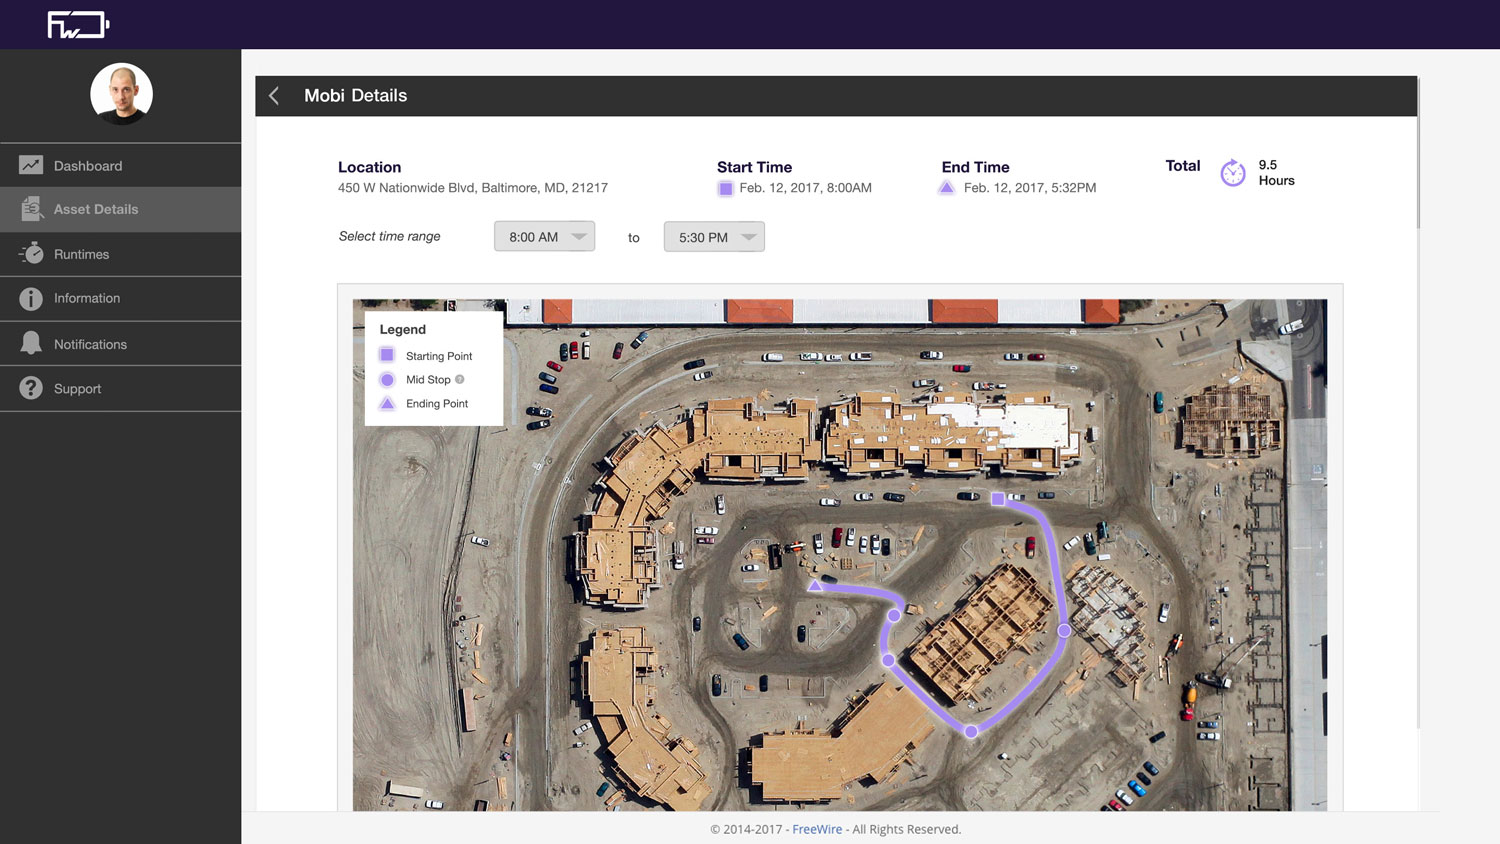 FW
Mobi Details
Dashboard
Asset Details
Runtimes
Information
Notifications
Support
Location
450 W Nationwide Blvd, Baltimore, MD, 21217
Start Time
Feb. 12, 2017, 8:00AM
End Time
Feb. 12, 2017, 5:32PM
Total
9.5
Hours
Select time range
8:00 AM
to
5:30 PM
Legend
Starting Point
Mid Stop ?
Ending Point
© 2014-2017 - FreeWire - All Rights Reserved.